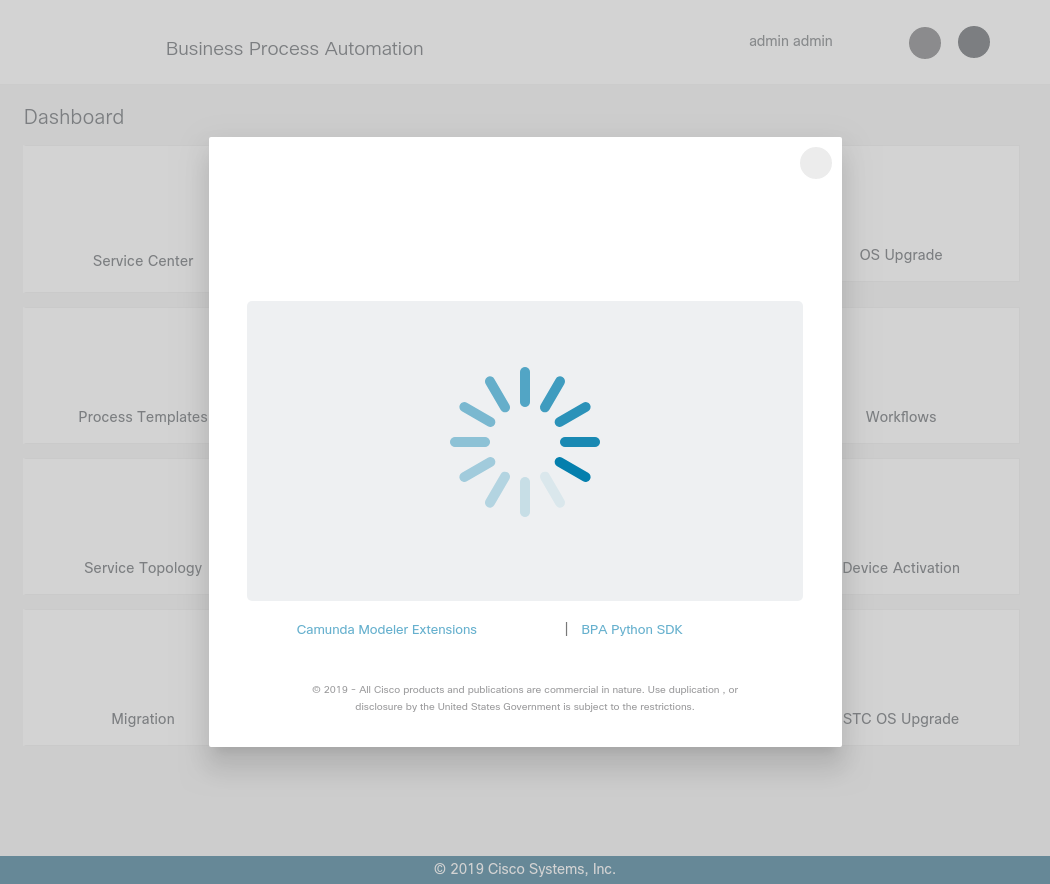 Business Process Automation
admin admin
Dashboard
Service Center
OS Upgrade
Process Templates
Workflows
Service Topology
Device Activation
Camunda Modeler Extensions | BPA Python SDK
© 2019 - All Cisco products and publications are commercial in nature. Use duplication , or
disclosure by the United States Government is subject to the restrictions.
Migration
STC OS Upgrade
© 2019 Cisco Systems, Inc.